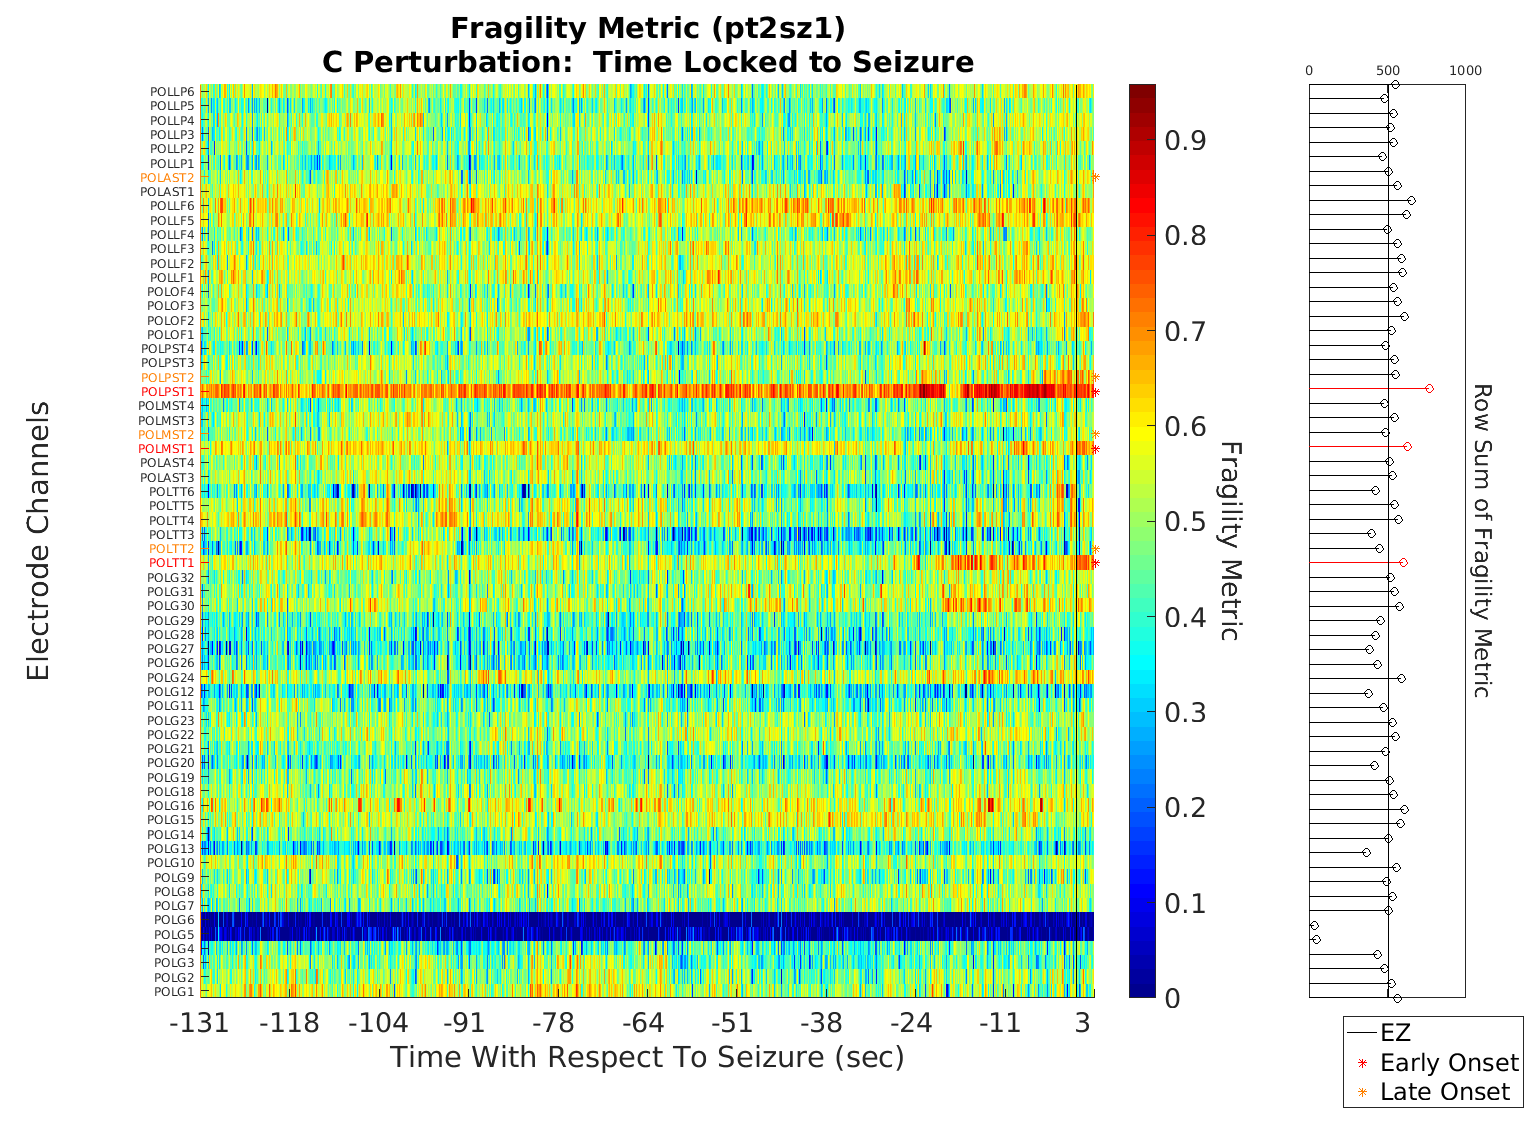 Fragility Metric (pt2sz1)
C Perturbation:  Time Locked to Seizure
Electrode Channels
POLLP6
POLLP5
POLLP4
POLLP3
POLLP2
POLLP1
POLAST2
POLAST1
POLLF6
POLLF5
POLLF4
POLLF3
POLLF2
POLLF1
POLOF4
POLOF3
POLOF2
POLOF1
POLPST4
POLPST3
POLPST2
POLPST1
POLMST4
POLMST3
POLMST2
POLMST1
POLAST4
POLAST3
POLTT6
POLTT5
POLTT4
POLTT3
POLTT2
POLTT1
POLG32
POLG31
POLG30
POLG29
POLG28
POLG27
POLG26
POLG24
POLG12
POLG11
POLG23
POLG22
POLG21
POLG20
POLG19
POLG18
POLG16
POLG15
POLG14
POLG13
POLG10
POLG9
POLG8
POLG7
POLG6
POLG5
POLG4
POLG3
POLG2
POLG1
-131 -118 -104 -91 -78 -64 -51 -38 -24 -11 3
Time With Respect To Seizure (sec)
0.9
0.8
0.7
0.6
0.5
0.4
0.3
0.2
0.1
0
Fragility Metric
0 500 1000
Row Sum of Fragility Metric
EZ
Early Onset
Late Onset